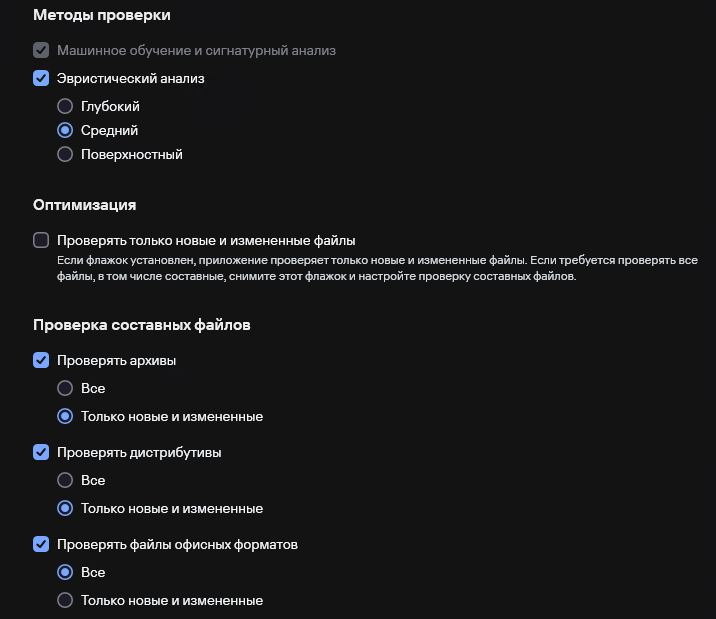 Методы проверки
Машинное обучение и сигнатурный анализ
Эвристический анализ
Глубокий
Средний
Поверхностный
Оптимизация
Проверять только новые и измененные файлы
Если флажок установлен, приложение проверяет только новые и измененные файлы. Если требуется проверять все
файлы, в том числе составные, снимите этот флажок и настройте проверку составных файлов.
Проверка составных файлов
Проверять архивы
Все
Только новые и измененные
Проверять дистрибутивы
Все
Только новые и измененные
Проверять файлы офисных форматов
Все
Только новые и измененные